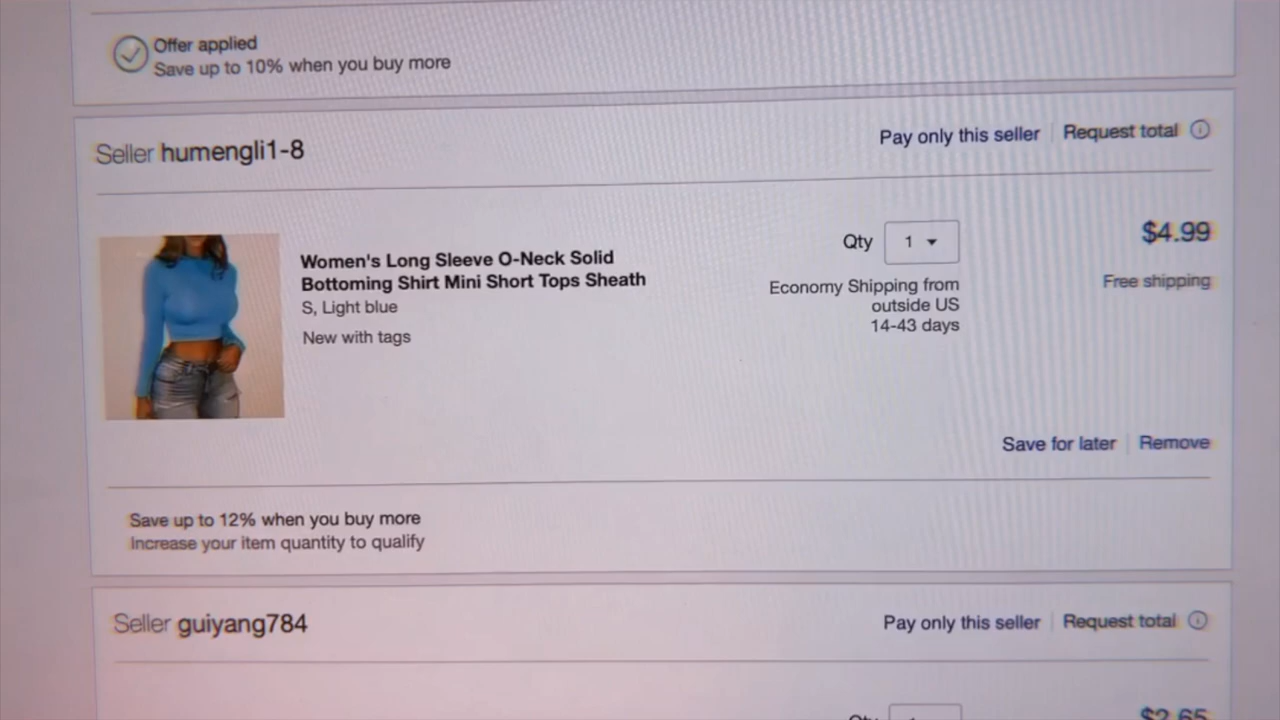 Offer applied
Save up to 10% when you buy more
Seller humengli1-8
Pay only this seller
Request total
Women's Long Sleeve O-Neck Solid
Bottoming Shirt Mini Short Tops Sheath
S, Light blue
New with tags
Qty 1
$4.99
Economy Shipping from
outside US
14-43 days
Free shipping
Save for later
Remove
Save up to 12% when you buy more
Increase your item quantity to qualify
Seller guiyang784
Pay only this seller
Request total
Qty
$2.65